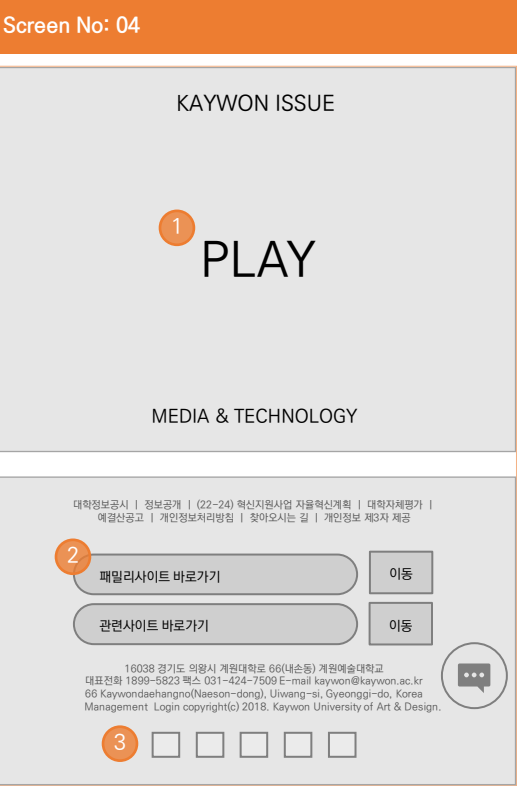 Screen No: 04
KAYWON ISSUE
1
PLAY
MEDIA & TECHNOLOGY
대학정보공시 | 정보공개 | (22-24) 혁신지원사업 자율혁신계획 | 대학자체평가 |
예결산공고 | 개인정보처리방침 | 찾아오시는 길 | 개인정보 제3자 제공
2
패밀리사이트 바로가기
이동
관련사이트 바로가기
이동
16038 경기도 의왕시 계원대학로 66(내손동) 계원예술대학교
대표전화 1899-5823 팩스 031-424-7509 E-mail kaywon@kaywon.ac.kr
66 Kaywondaehangno(Naeson-dong), Uiwang-si, Gyeonggi-do, Korea
Management Login copyright(c) 2018. Kaywon University of Art & Design.
3